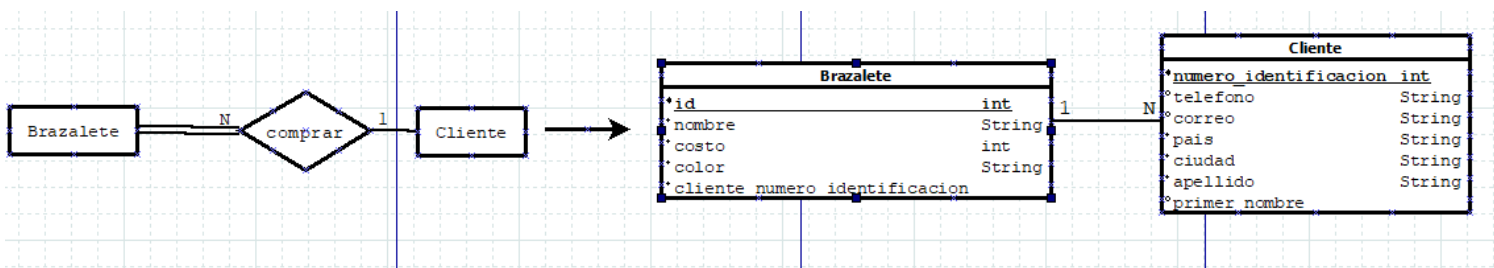 Brazalete
N
comprar
1
Cliente
Brazalete
id int
nombre String
costo int
color String
cliente_numero_identificacion
1
N
Cliente
numero_identificacion int
telefono String
correo String
pais String
ciudad String
apellido String
primer_nombre